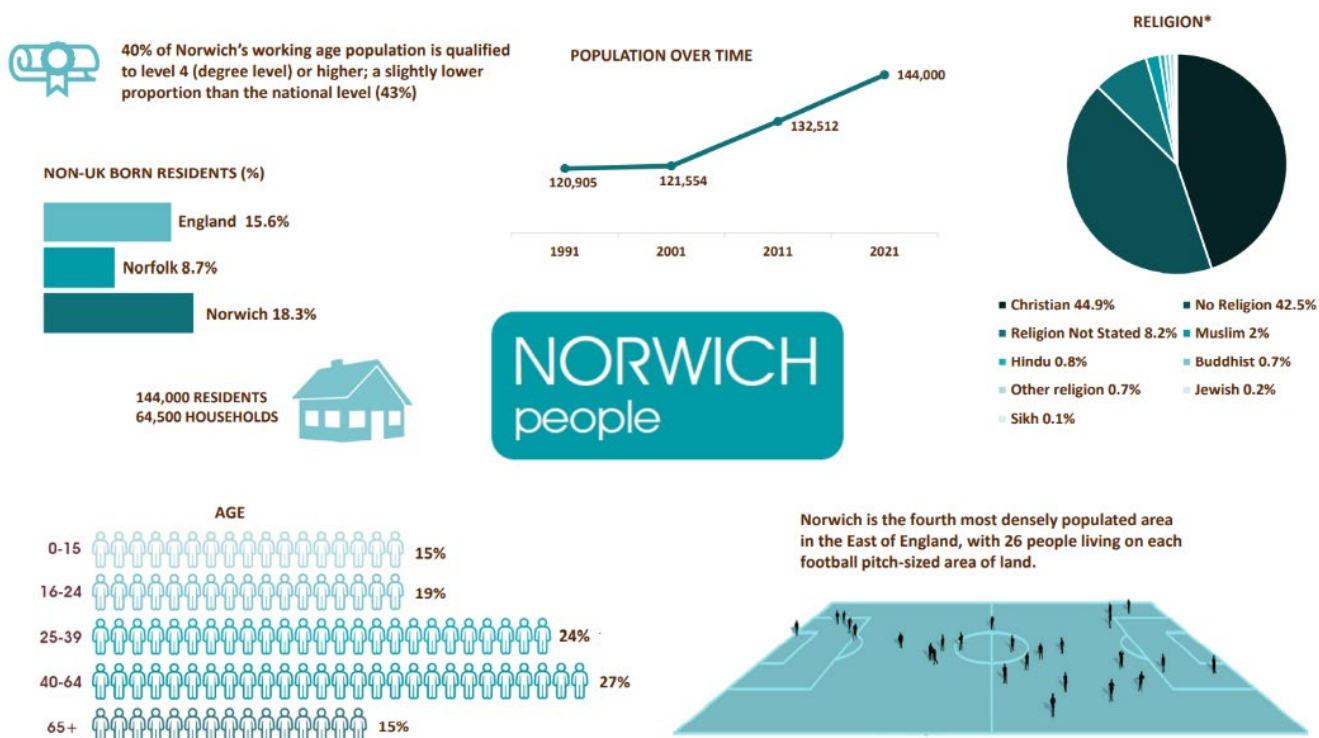 40% of Norwich's working age population is qualified
to level 4 (degree level) or higher; a slightly lower
proportion than the national level (43%)
NON-UK BORN RESIDENTS (%)
England 15.6%
Norfolk 8.7%
Norwich 18.3%
144,000 RESIDENTS
64,500 HOUSEHOLDS
POPULATION OVER TIME
144,000
132,512
120,905 121,554
1991 2001 2011 2021
RELIGION*
Christian 44.9% No Religion 42.5%
Religion Not Stated 8.2% Muslim 2%
Hindu 0.8% Buddhist 0.7%
Other religion 0.7% Jewish 0.2%
Sikh 0.1%
NORWICH
people
AGE
0-15 15%
16-24 19%
25-39 24%
40-64 27%
65+ 15%
Norwich is the fourth most densely populated area
in the East of England, with 26 people living on each
football pitch-sized area of land.